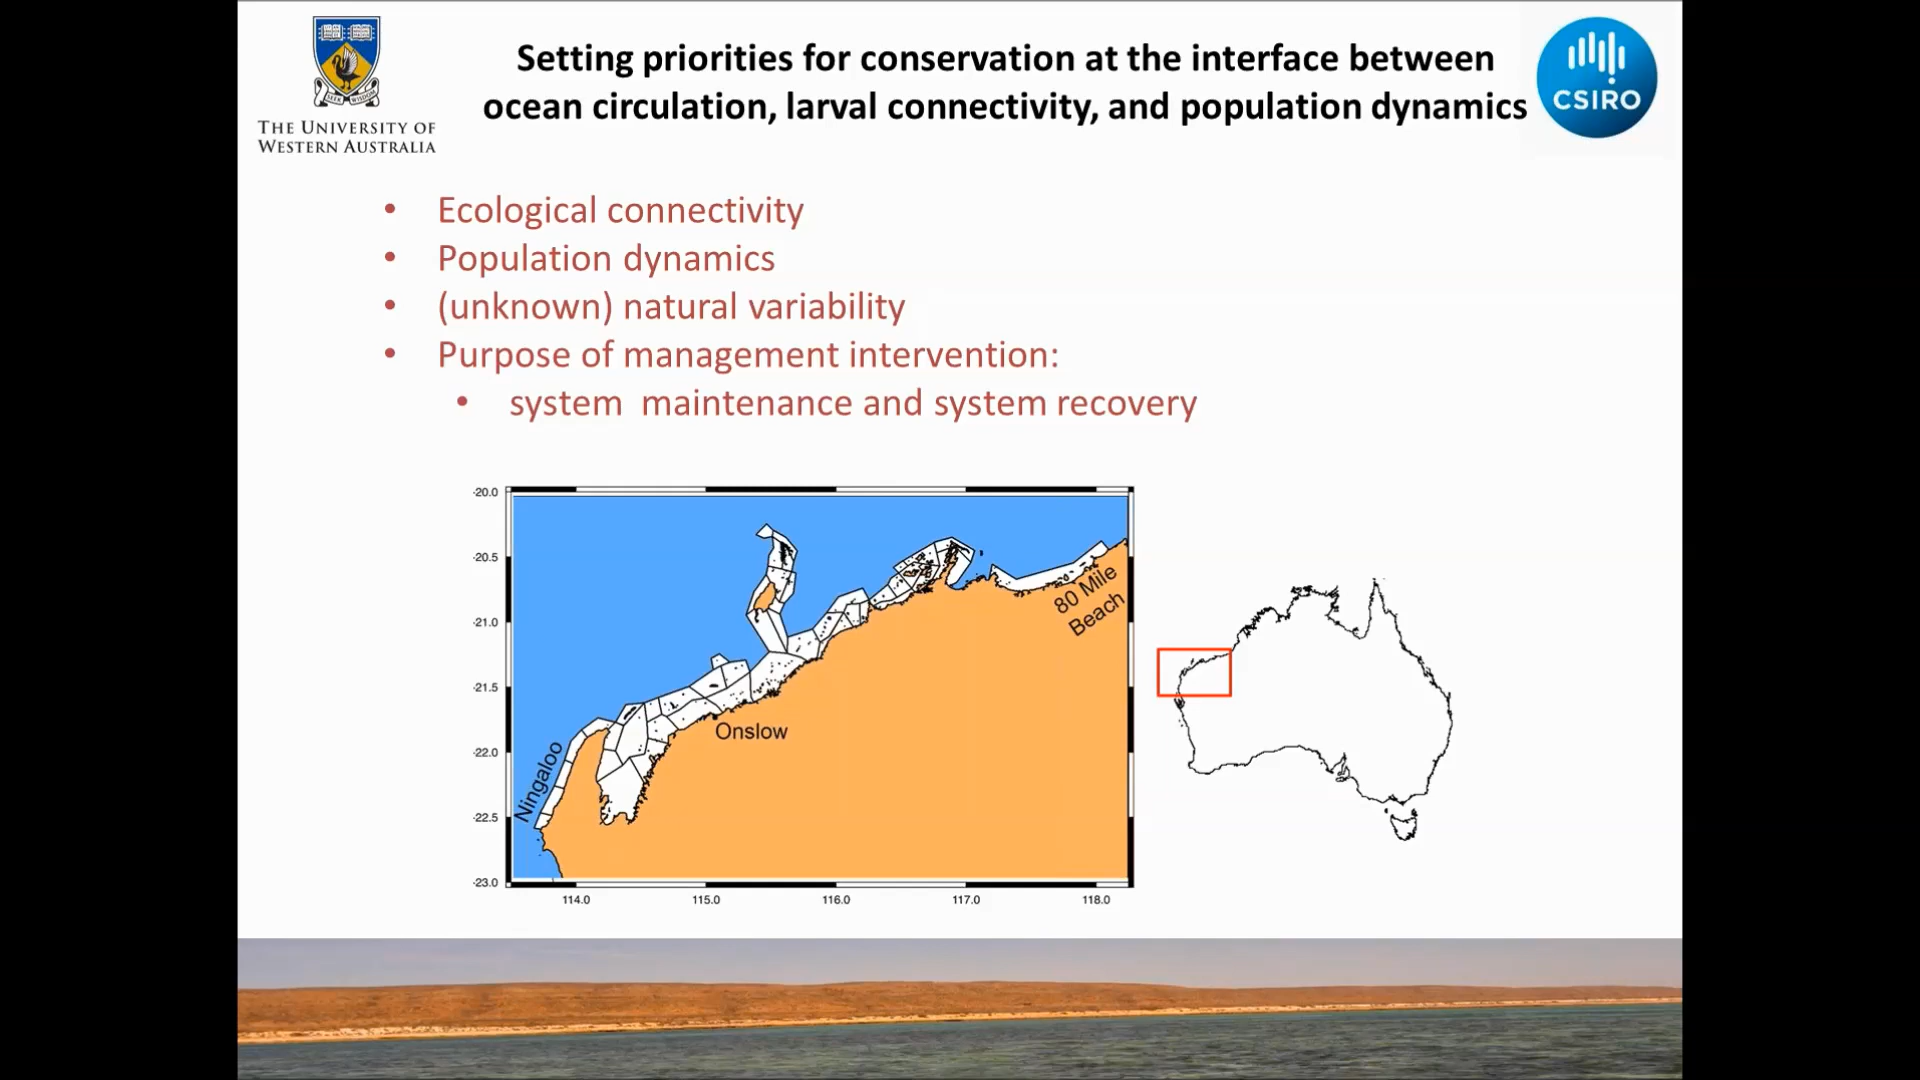 Setting priorities for conservation at the interface between
ocean circulation, larval connectivity, and population dynamics
THE UNIVERSITY OF
WESTERN AUSTRALIA
SEEK WISDOM
CSIRO
• Ecological connectivity
• Population dynamics
• (unknown) natural variability
• Purpose of management intervention:
• system maintenance and system recovery
-20.0
-20.5
-21.0
-21.5
-22.0
-22.5
-23.0
114.0
115.0
116.0
117.0
118.0
80 Mile
Beach
Onslow
Ningaloo